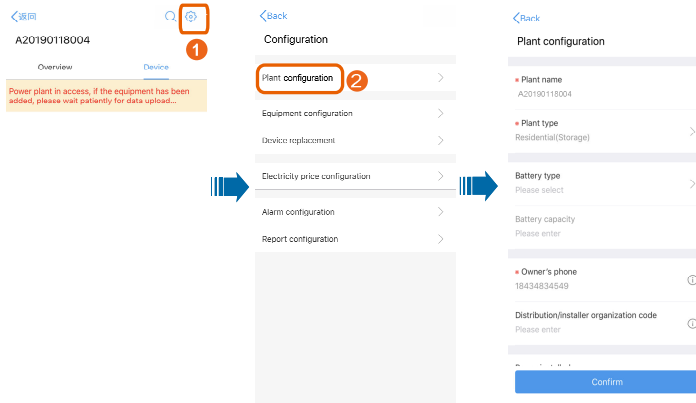 返回
A20190118004
1
Overview
Device
Power plant in access, if the equipment has been
added, please wait patiently for data upload...
Back
Configuration
Plant configuration
2
Equipment configuration
Device replacement
Electricity price configuration
Alarm configuration
Report configuration
Back
Plant configuration
Plant name
A20190118004
Plant type
Residential(Storage)
Battery type
Please select
Battery capacity
Please enter
Owner's phone
18434834549
Distribution/installer organization code
Please enter
Confirm